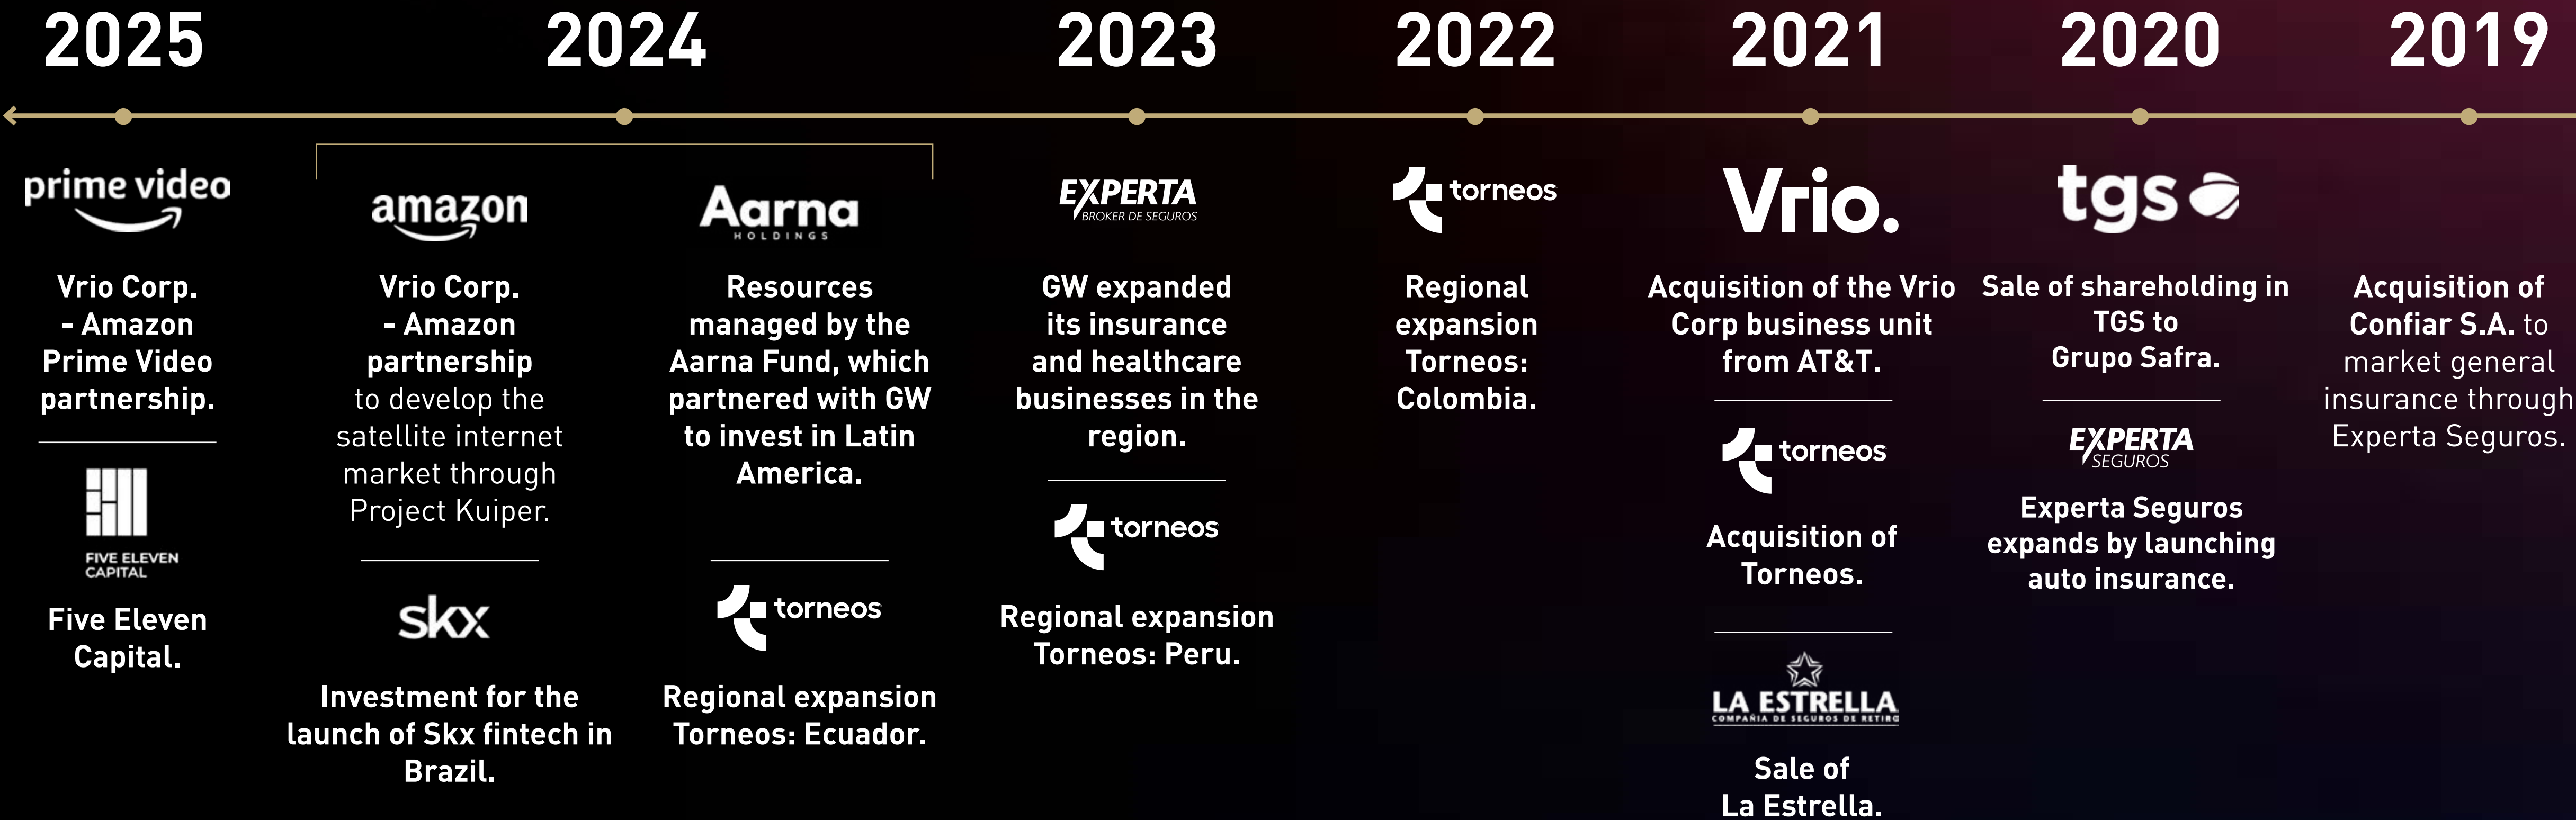 2025
2024
2023
2022
2021
2020
2019
prime video
Vrio Corp.
- Amazon
Prime Video
partnership.
FIVE ELEVEN
CAPITAL
Five Eleven
Capital.
amazon
Vrio Corp.
- Amazon
partnership
to develop the
satellite internet
market through
Project Kuiper.
skx
Investment for the
launch of Skx fintech in
Brazil.
Aarna
HOLDINGS
Resources
managed by the
Aarna Fund, which
partnered with GW
to invest in Latin
America.
torneos
Regional expansion
Torneos: Ecuador.
EXPERTA
BROKER DE SEGUROS
GW expanded
its insurance
and healthcare
businesses in the
region.
torneos
Regional expansion
Torneos: Peru.
torneos
Regional
expansion
Torneos:
Colombia.
Vrio.
Acquisition of the Vrio
Corp business unit
from AT&T.
torneos
Acquisition of
Torneos.
LA ESTRELLA
COMPAÑIA DE SEGUROS DE RETIRO
Sale of
La Estrella.
tgs
Sale of shareholding in
TGS to
Grupo Safra.
EXPERTA
SEGUROS
Experta Seguros
expands by launching
auto insurance.
Acquisition of
Confiar S.A. to
market general
insurance through
Experta Seguros.